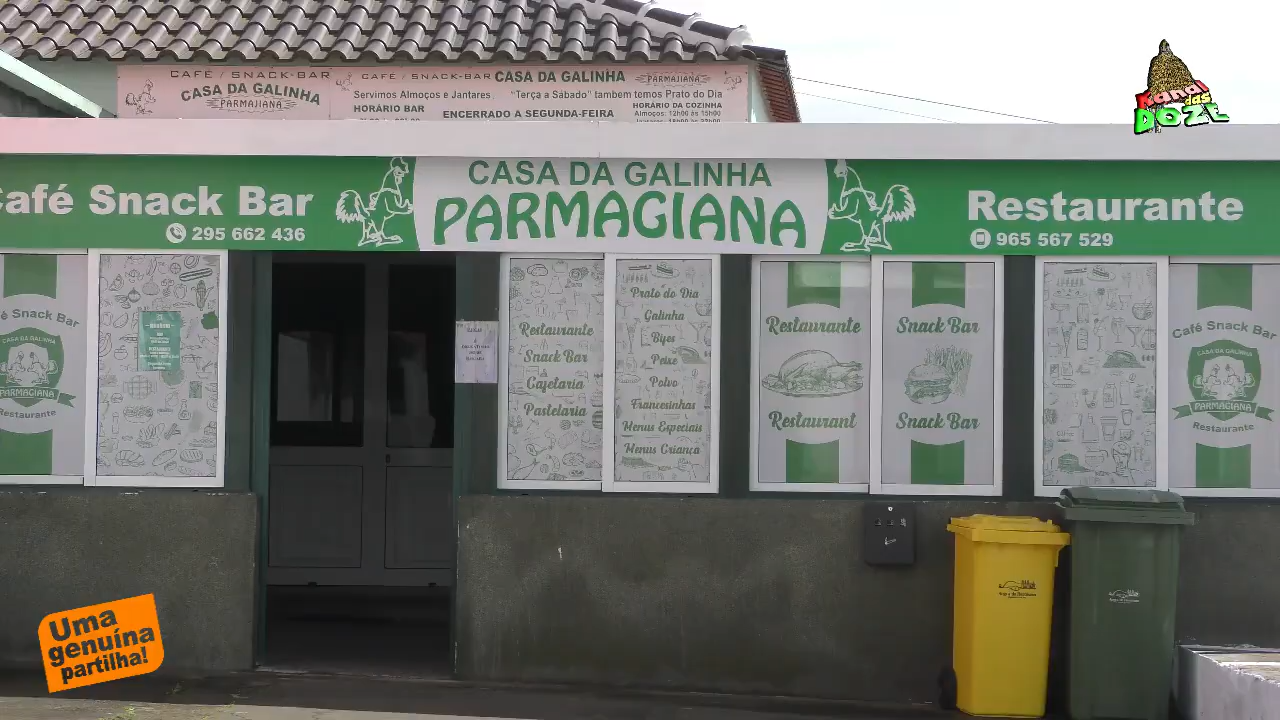 CAFÉ / SNACK-BAR
CASA DA GALINHA
PARMAJIANA
CAFÉ / SNACK-BAR CASA DA GALINHA
PARMAJIANA
Servimos Almoços e Jantares "Terça a Sábado" tambem temos Prato do Dia
HORÁRIO BAR
ENCERRADO A SEGUNDA-FEIRA
HORÁRIO DA COZINHA
Almoços: 12h00 às 15h00
Kanal
das
DOZE
Café Snack Bar
295 662 436
CASA DA GALINHA
PARMAGIANA
Restaurante
965 567 529
Café Snack Bar
CASA DA GALINHA
PARMAGIANA
Restaurante
Restaurante
Snack Bar
Cafetaria
Pastelaria
Prato do Dia
Galinha
Bifes
Peixe
Polvo
Francesinhas
Menus Especiais
Menus Criança
Restaurante
Restaurant
Snack Bar
Snack Bar
Café Snack Bar
CASA DA GALINHA
PARMAGIANA
Restaurante
Uma
genuína
partilha!